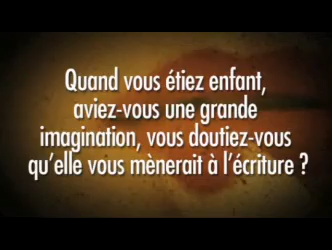 Quand vous étiez enfant,
aviez-vous une grande
imagination, vous doutiez-vous
qu'elle vous mènerait à l'écriture ?